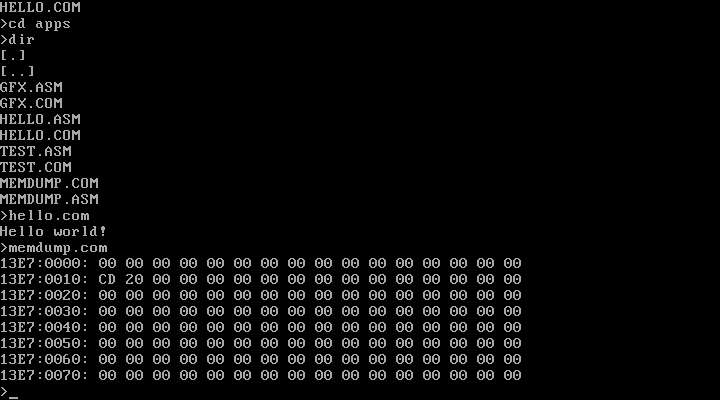 HELLO.COM
>cd apps
>dir
[.]
[..]
GFX.ASM
GFX.COM
HELLO.ASM
HELLO.COM
TEST.ASM
TEST.COM
MEMDUMP.COM
MEMDUMP.ASM
>hello.com
Hello world!
>memdump.com
13E7:0000: 00 00 00 00 00 00 00 00 00 00 00 00 00 00 00 00
13E7:0010: CD 20 00 00 00 00 00 00 00 00 00 00 00 00 00 00
13E7:0020: 00 00 00 00 00 00 00 00 00 00 00 00 00 00 00 00
13E7:0030: 00 00 00 00 00 00 00 00 00 00 00 00 00 00 00 00
13E7:0040: 00 00 00 00 00 00 00 00 00 00 00 00 00 00 00 00
13E7:0050: 00 00 00 00 00 00 00 00 00 00 00 00 00 00 00 00
13E7:0060: 00 00 00 00 00 00 00 00 00 00 00 00 00 00 00 00
13E7:0070: 00 00 00 00 00 00 00 00 00 00 00 00 00 00 00 00
>_